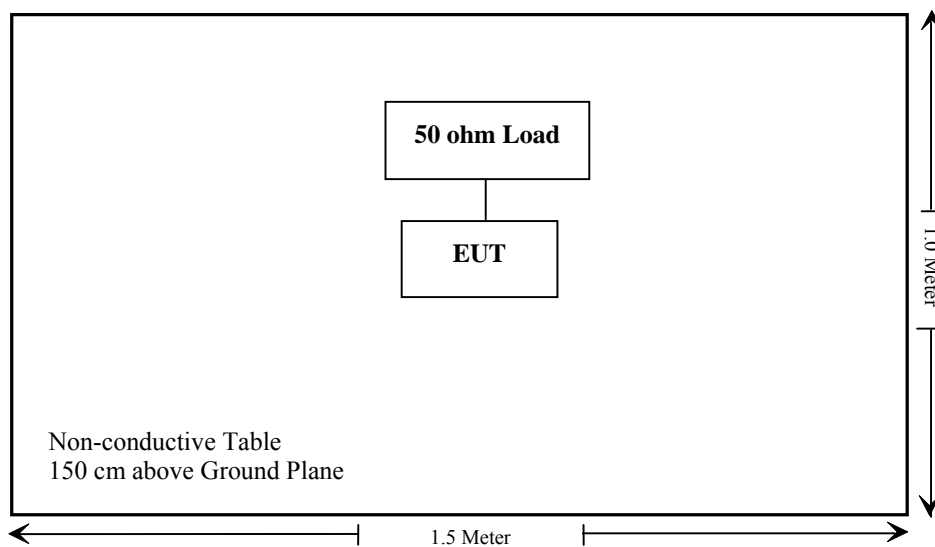 50 ohm Load
EUT
1.0 Meter
Non-conductive Table
150 cm above Ground Plane
1.5 Meter